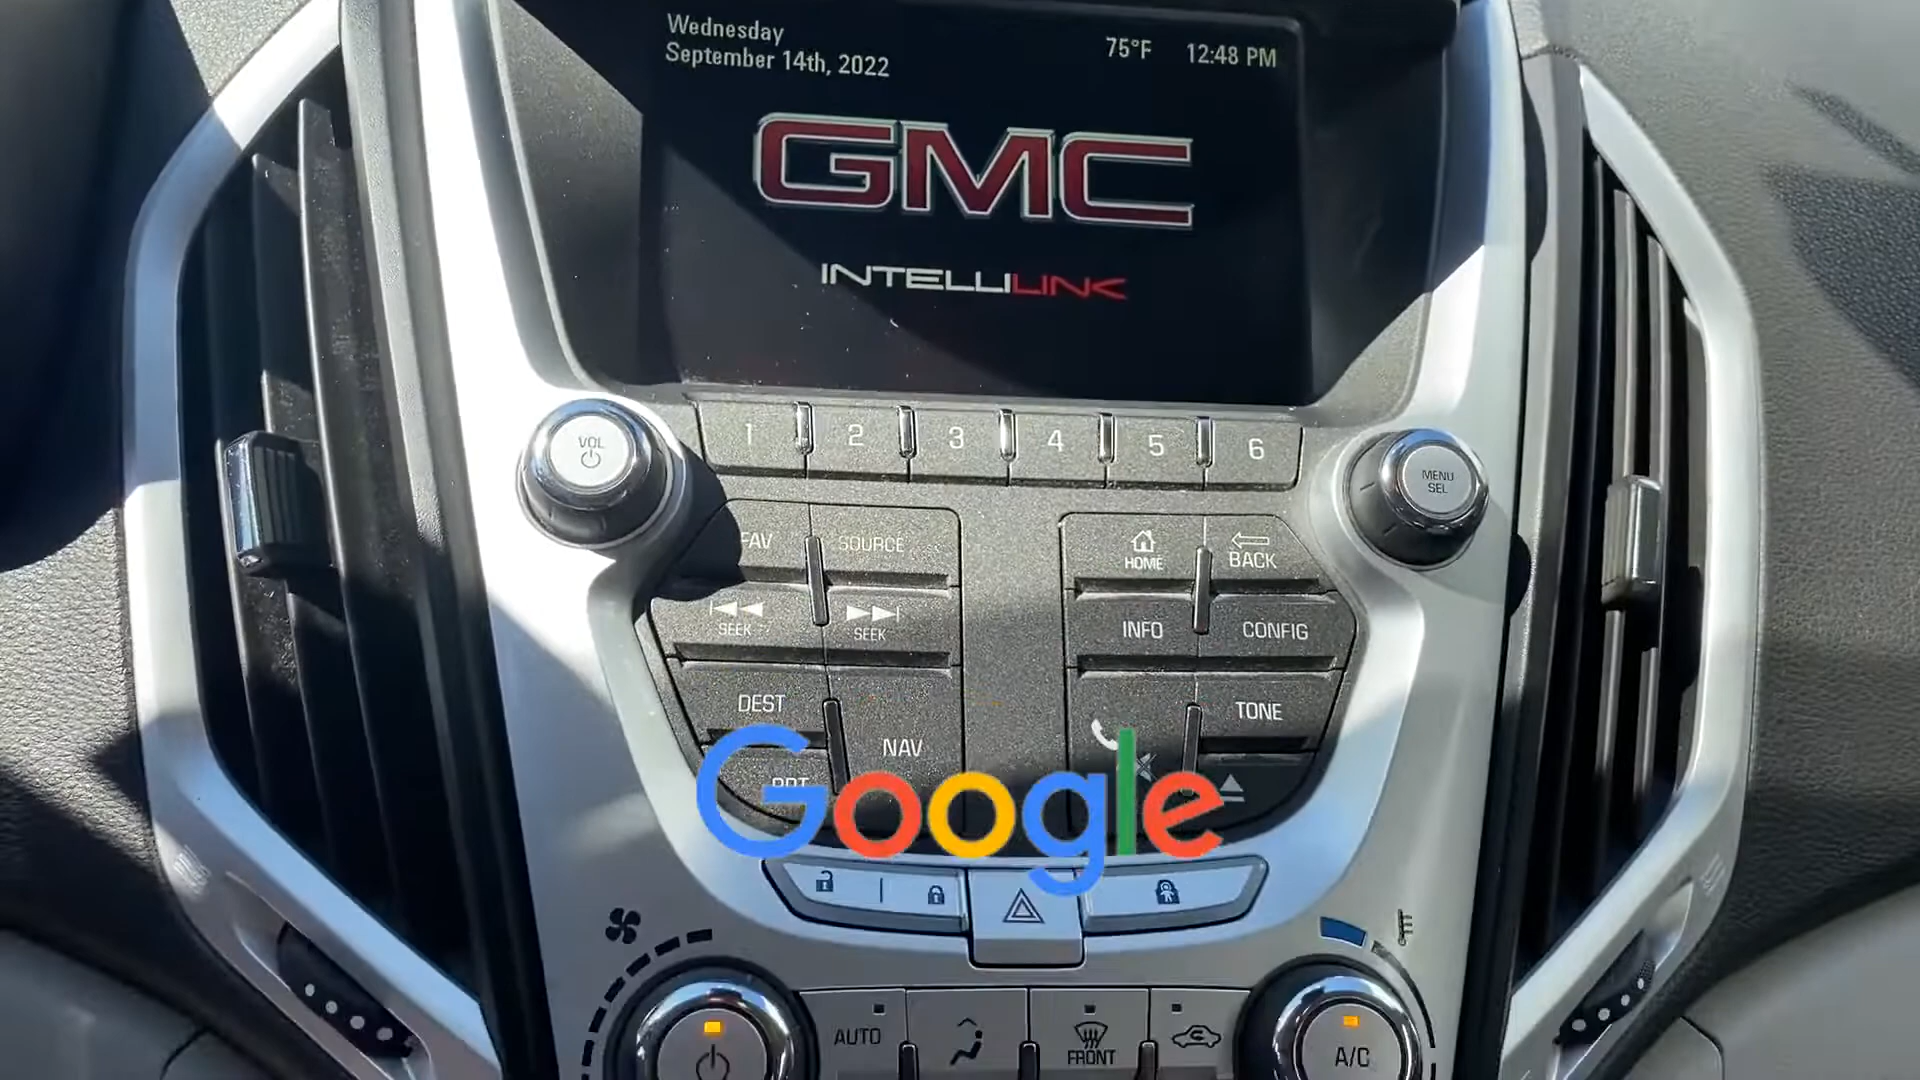 Wednesday
September 14th, 2022
75°F 12:48 PM
GMC
INTELLILINK
VOL
1 2 3 4 5 6
MENU
SEL
FAV SOURCE
HOME BACK
SEEK SEEK
INFO CONFIG
DEST
NAV
TONE
RPT
Google
AUTO
FRONT
A/C